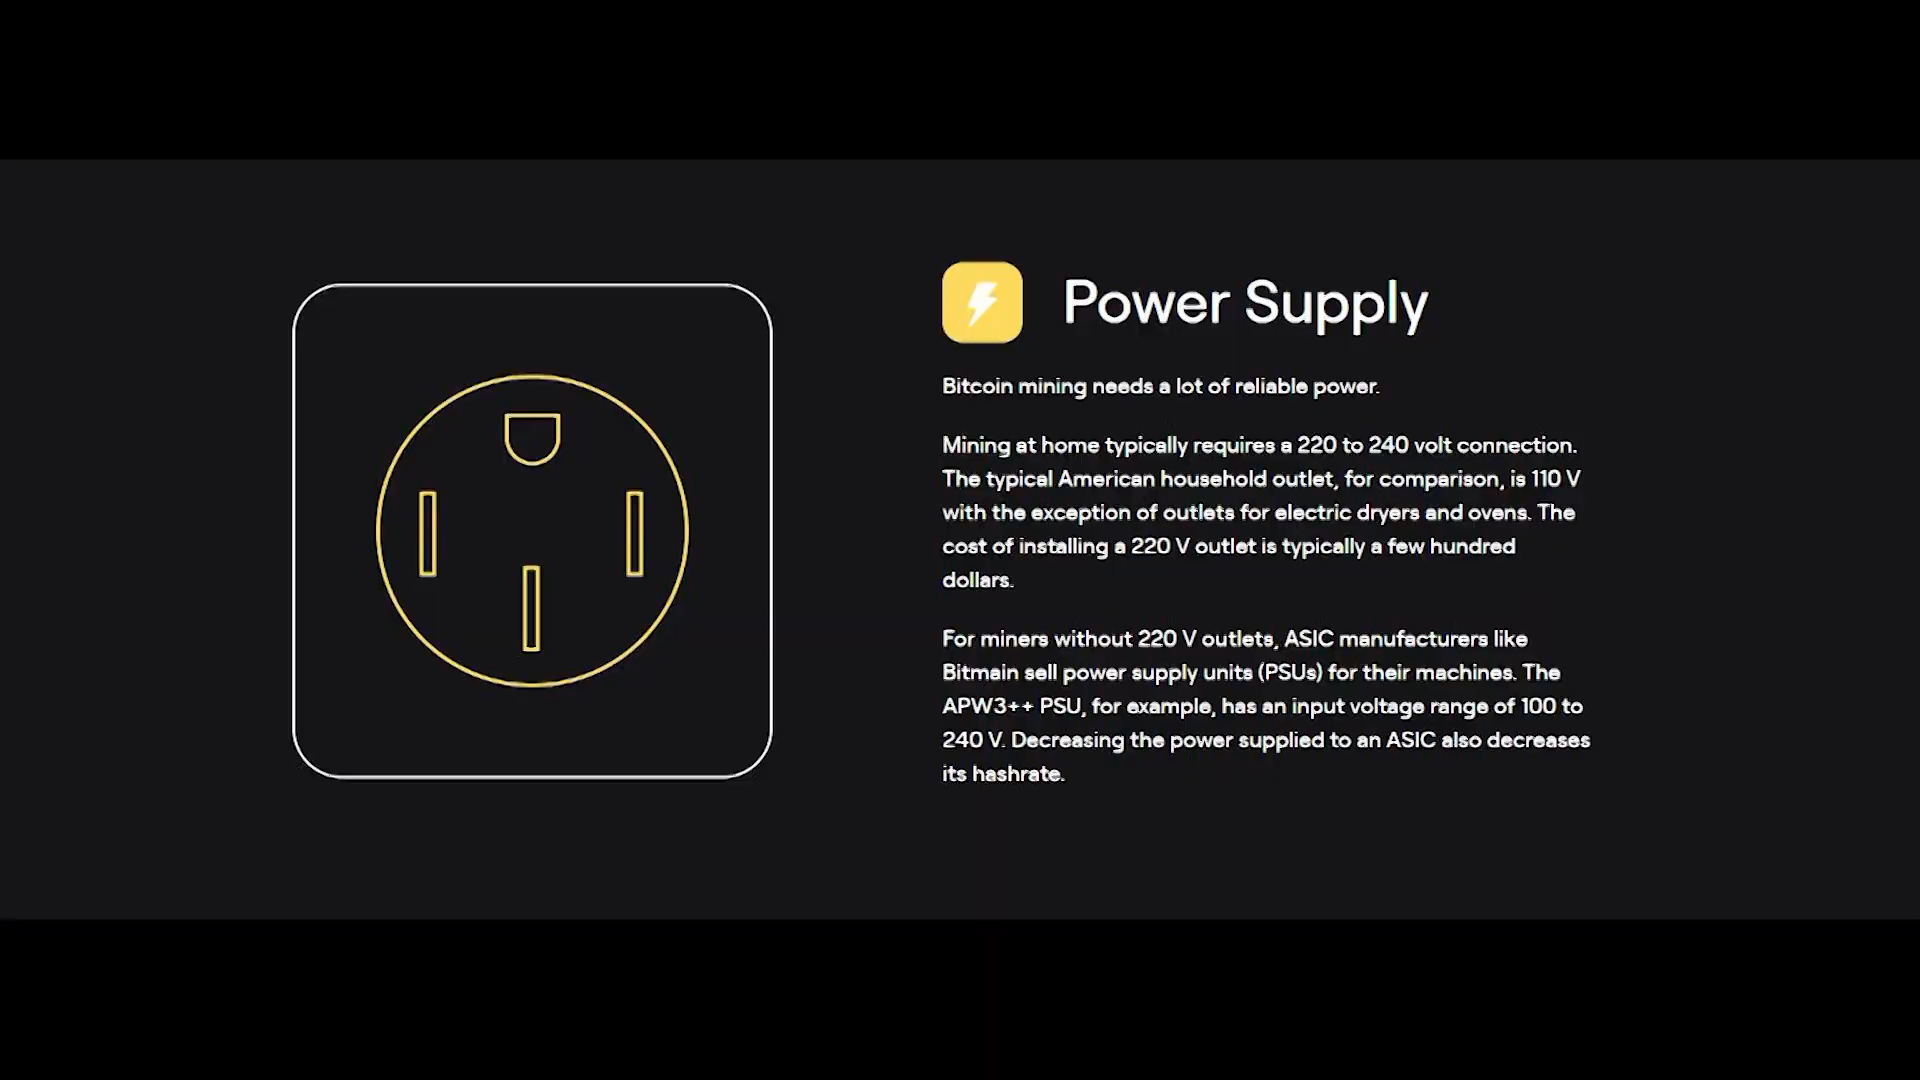 Power Supply
Bitcoin mining needs a lot of reliable power.
Mining at home typically requires a 220 to 240 volt connection.
The typical American household outlet, for comparison, is 110 V
with the exception of outlets for electric dryers and ovens. The
cost of installing a 220 V outlet is typically a few hundred
dollars.
For miners without 220 V outlets, ASIC manufacturers like
Bitmain sell power supply units (PSUs) for their machines. The
APW3++ PSU, for example, has an input voltage range of 100 to
240 V. Decreasing the power supplied to an ASIC also decreases
its hashrate.